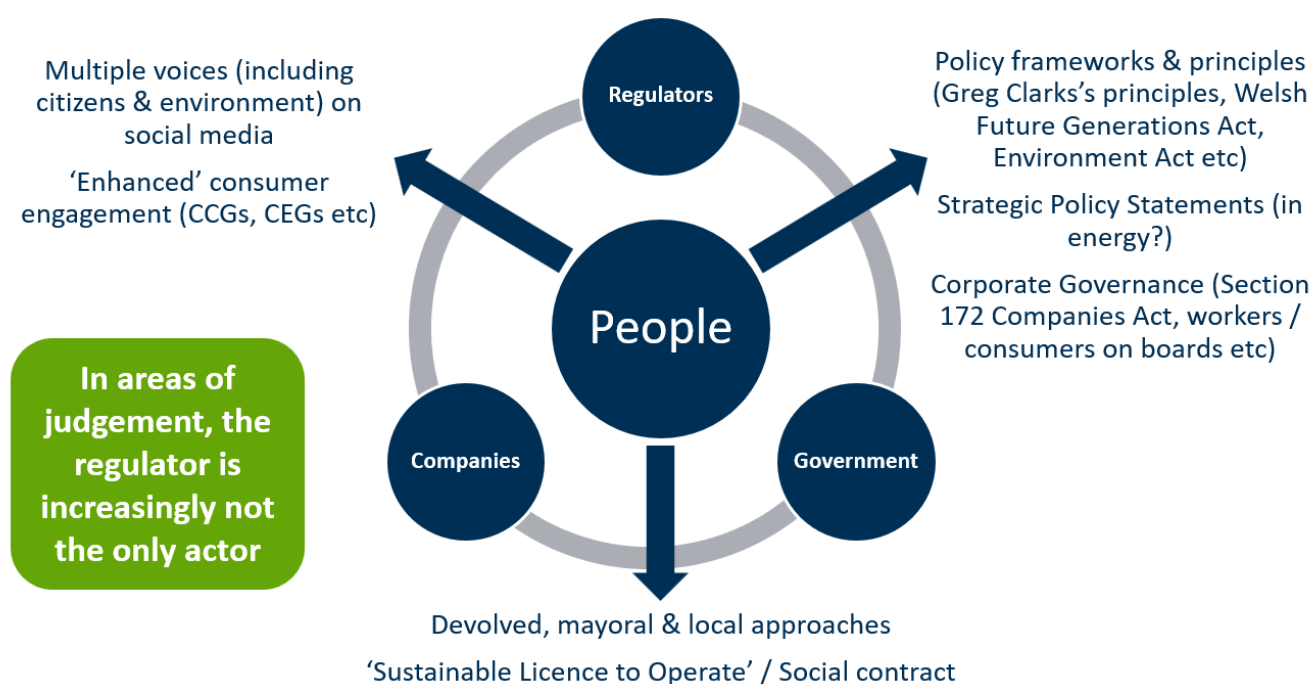 Multiple voices (including
citizens & environment) on
social media
‘Enhanced’ consumer
engagement (CCGs, CEGs etc)
Regulators
Policy frameworks & principles
(Greg Clarks’s principles, Welsh
Future Generations Act,
Environment Act etc)
Strategic Policy Statements (in
energy?)
Corporate Governance (Section
172 Companies Act, workers /
consumers on boards etc)
People
In areas of
judgement, the
regulator is
increasingly not
the only actor
Companies
Government
Devolved, mayoral & local approaches
‘Sustainable Licence to Operate’ / Social contract